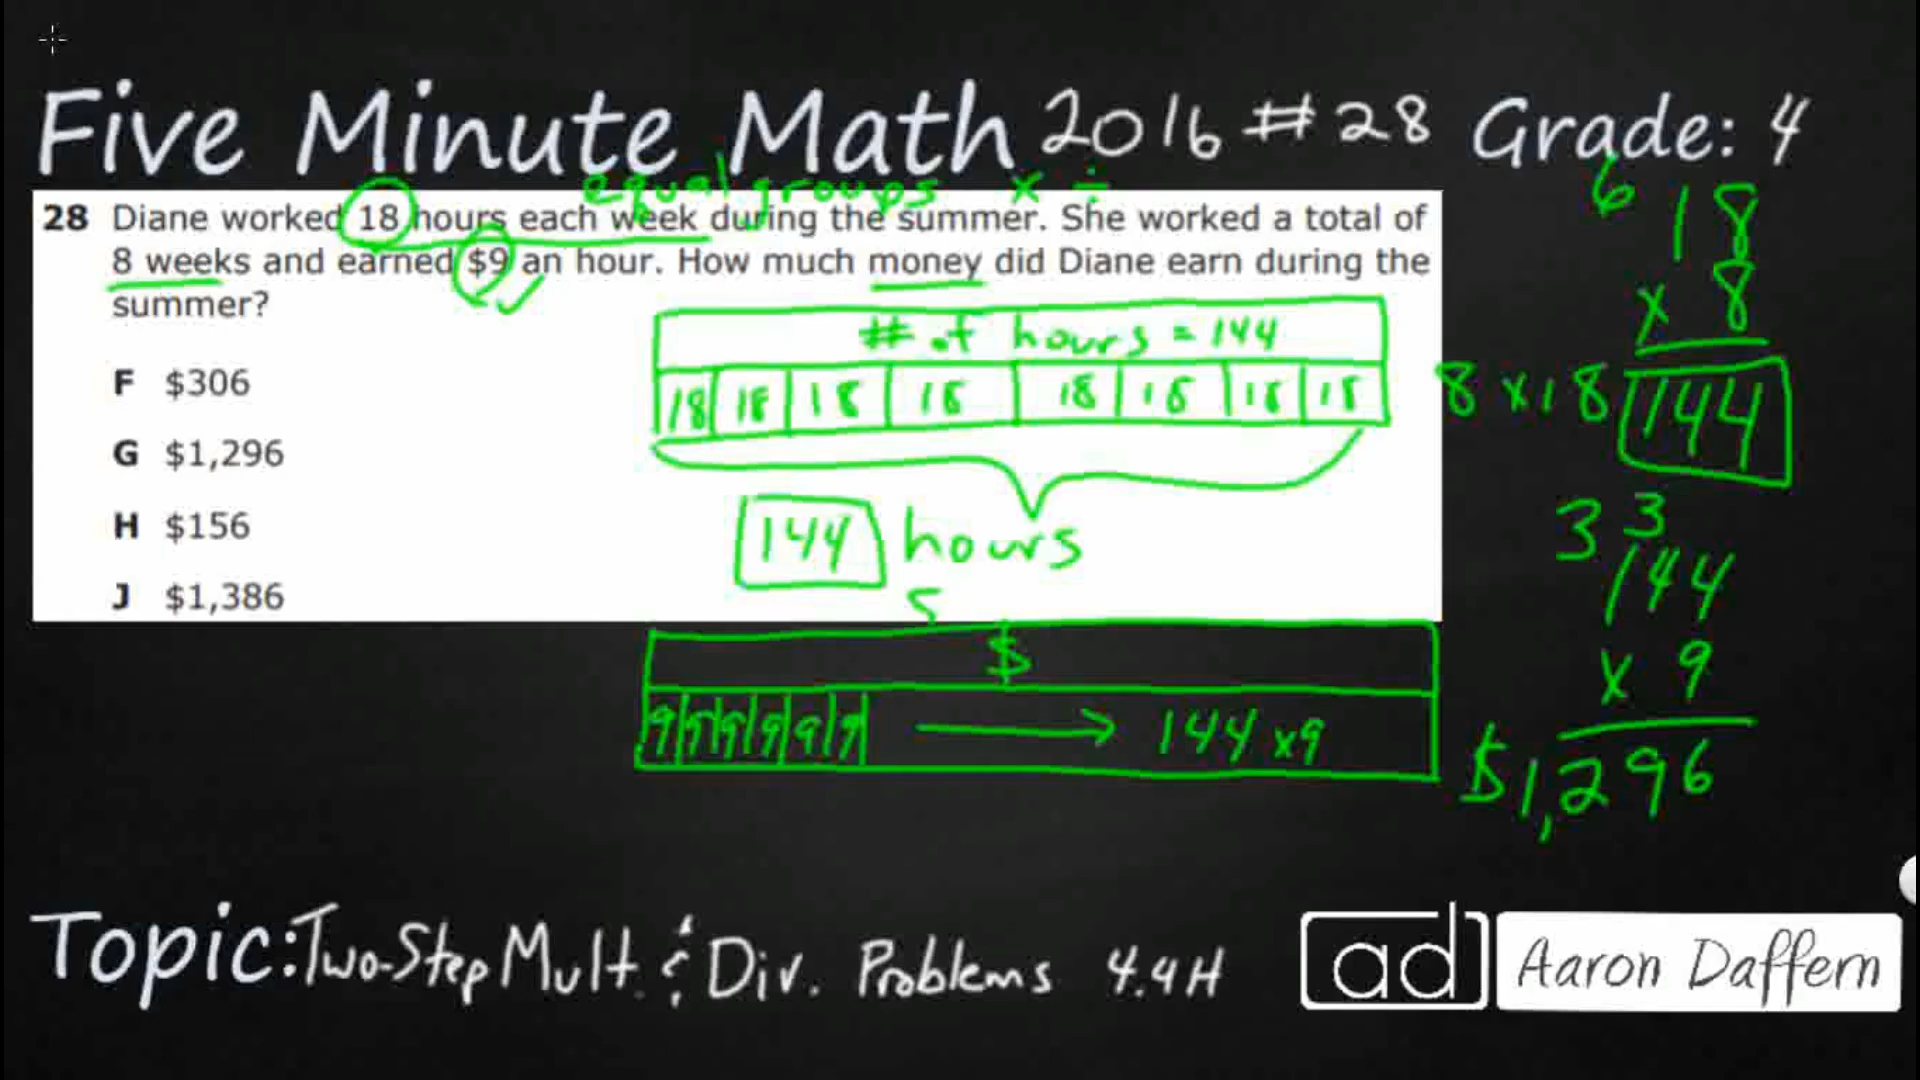 Five Minute Math 2016 #28 Grade: 4
equal groups x ÷
28 Diane worked 18 hours each week during the summer. She worked a total of
8 weeks and earned $9 an hour. How much money did Diane earn during the
summer?
F $306
G $1,296
H $156
J $1,386
# of hours = 144
18 18 18 18 18 18 18 18
144 hours
$
9 9 9 9 9 9 → 144 x9
6
18
x 8
8 x 18 144
3 3
144
x 9
$1,296
Topic: Two-Step Mult. & Div. Problems 4.4H
ad Aaron Daffern